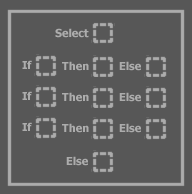 Select
If Then Else
If Then Else
If Then Else
Else